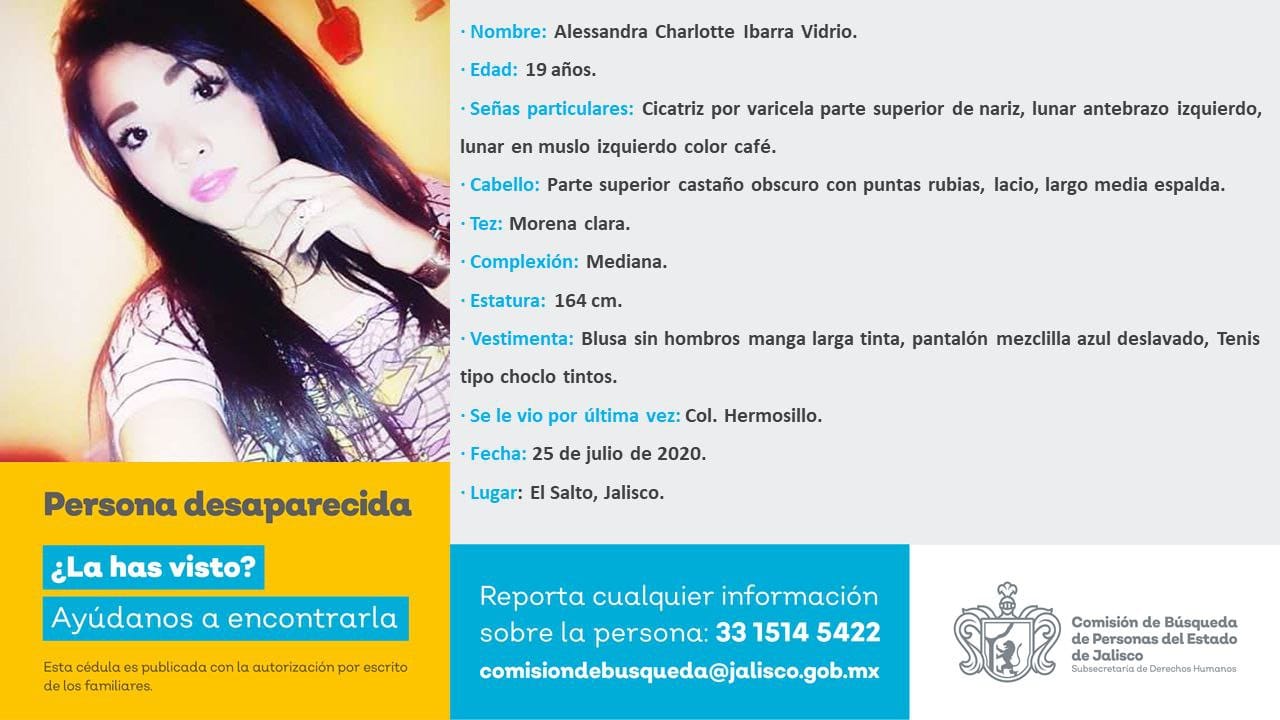 · Nombre: Alessandra Charlotte Ibarra Vidrio.
· Edad: 19 años.
· Señas particulares: Cicatriz por varicela parte superior de nariz, lunar antebrazo izquierdo,
lunar en muslo izquierdo color café.
· Cabello: Parte superior castaño obscuro con puntas rubias, lacio, largo media espalda.
· Tez: Morena clara.
· Complexión: Mediana.
· Estatura: 164 cm.
· Vestimenta: Blusa sin hombros manga larga tinta, pantalón mezclilla azul deslavado, Tenis
tipo choclo tintos.
· Se le vio por última vez: Col. Hermosillo.
· Fecha: 25 de julio de 2020.
· Lugar: El Salto, Jalisco.
Persona desaparecida
¿La has visto?
Ayúdanos a encontrarla
Esta cédula es publicada con la autorización por escrito
de los familiares.
Reporta cualquier información
sobre la persona: 33 1514 5422
comisiondebusqueda@jalisco.gob.mx
Comisión de Búsqueda
de Personas del Estado
de Jalisco
Subsecretaría de Derechos Humanos